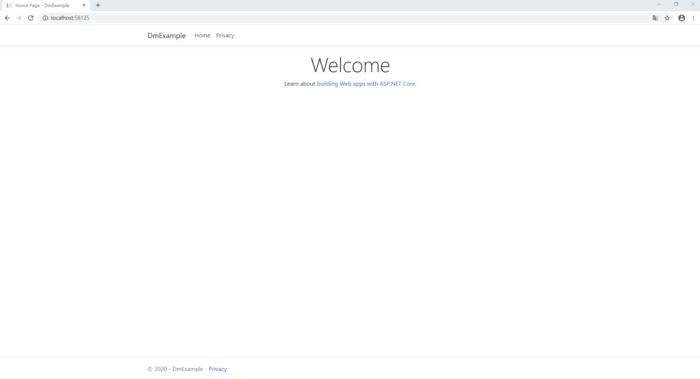 Home Page - DmExample
localhost:58125
DmExample Home Privacy
Welcome
Learn about building Web apps with ASP.NET Core.
© 2020 - DmExample - Privacy